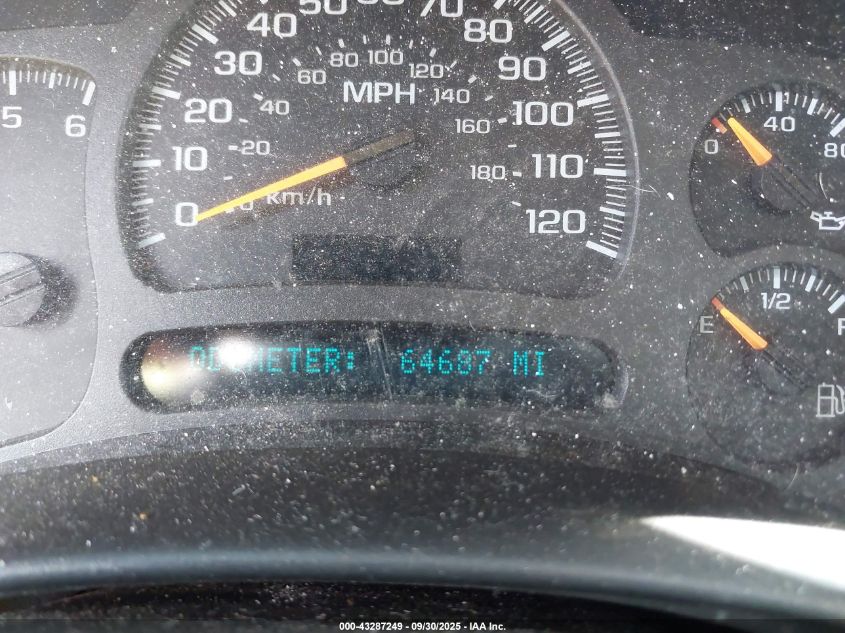 40 50 60 70 80
30 60 80 100 120 90
20 40 MPH 140 100
5 6 160 0 40 80
10 20 180 110
0 km/h 120
E 1/2
ODOMETER: 64687 MI
000-43287249 - 09/30/2025 - IAA Inc.